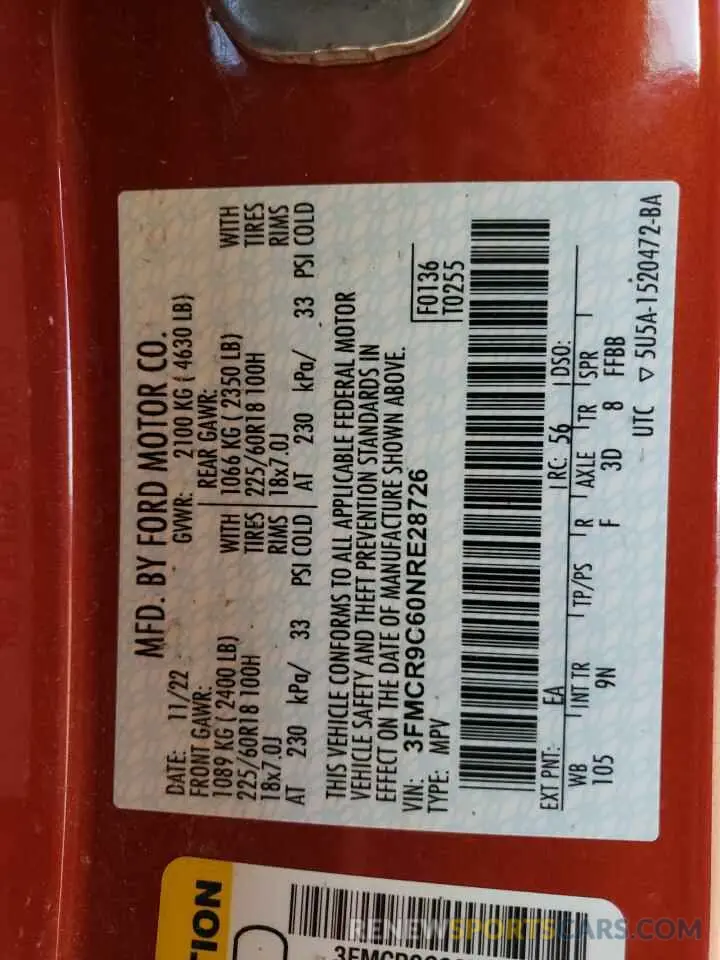 MFD. BY FORD MOTOR CO.
DATE: 11/22 GVWR: 2100 KG ( 4630 LB)
FRONT GAWR: REAR GAWR:
1089 KG ( 2400 LB) WITH 1066 KG ( 2350 LB) WITH
225/60R18 100H TIRES 225/60R18 100H TIRES
18x7.0J RIMS 18x7.0J RIMS
AT 230 kPa/ 33 PSI COLD AT 230 kPa/ 33 PSI COLD
THIS VEHICLE CONFORMS TO ALL APPLICABLE FEDERAL MOTOR
VEHICLE SAFETY AND THEFT PREVENTION STANDARDS IN
EFFECT ON THE DATE OF MANUFACTURE SHOWN ABOVE.
VIN: 3FMCR9C60NRE28726 F0136
TYPE: MPV T0255
EXT PNT: EA RC: 56 DSO:
WB INT TR TP/PS R AXLE TR SPR
105 9N F 3D 8 FFBB
UTC ▽ 5U5A-1520472-BA
TION
RENEWSPORTSCARS.COM